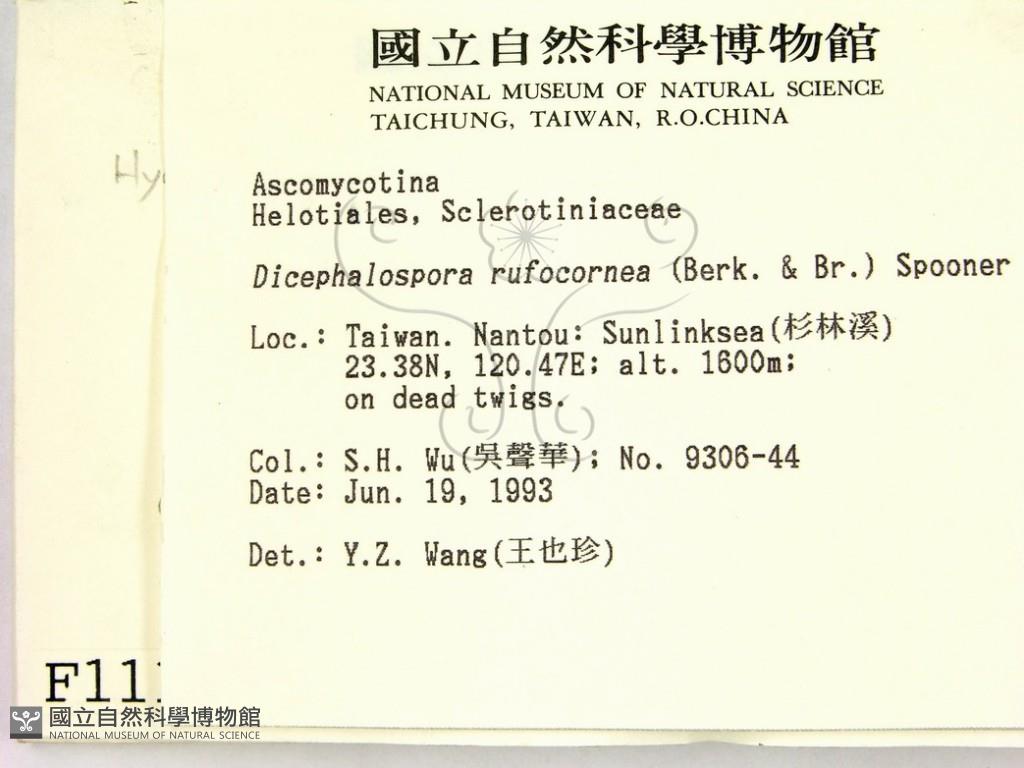 國立自然科學博物館
NATIONAL MUSEUM OF NATURAL SCIENCE
TAICHUNG, TAIWAN, R.O.CHINA
Ascomycotina
Helotiales, Sclerotiniaceae
Dicephalospora rufocornea (Berk. & Br.) Spooner
Loc.: Taiwan. Nantou: Sunlinksea(杉林溪)
23.38N, 120.47E; alt. 1600m;
on dead twigs.
Col.: S.H. Wu(吳聲華); No. 9306-44
Date: Jun. 19, 1993
Det.: Y.Z. Wang(王也珍)
國立自然科學博物館
NATIONAL MUSEUM OF NATURAL SCIENCE